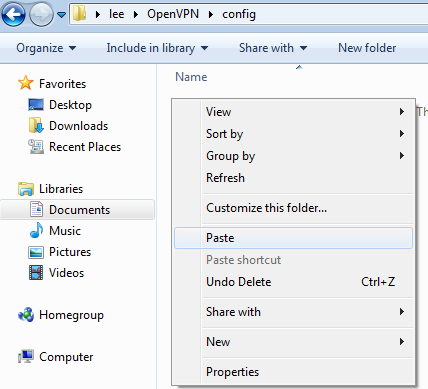 lee ▸ OpenVPN ▸ config
Organize Include in library Share with New folder
Favorites
Desktop
Downloads
Recent Places
Libraries
Documents
Music
Pictures
Videos
Homegroup
Computer
Name
Th
View
Sort by
Group by
Refresh
Customize this folder...
Paste
Paste shortcut
Undo Delete Ctrl+Z
Share with
New
Properties